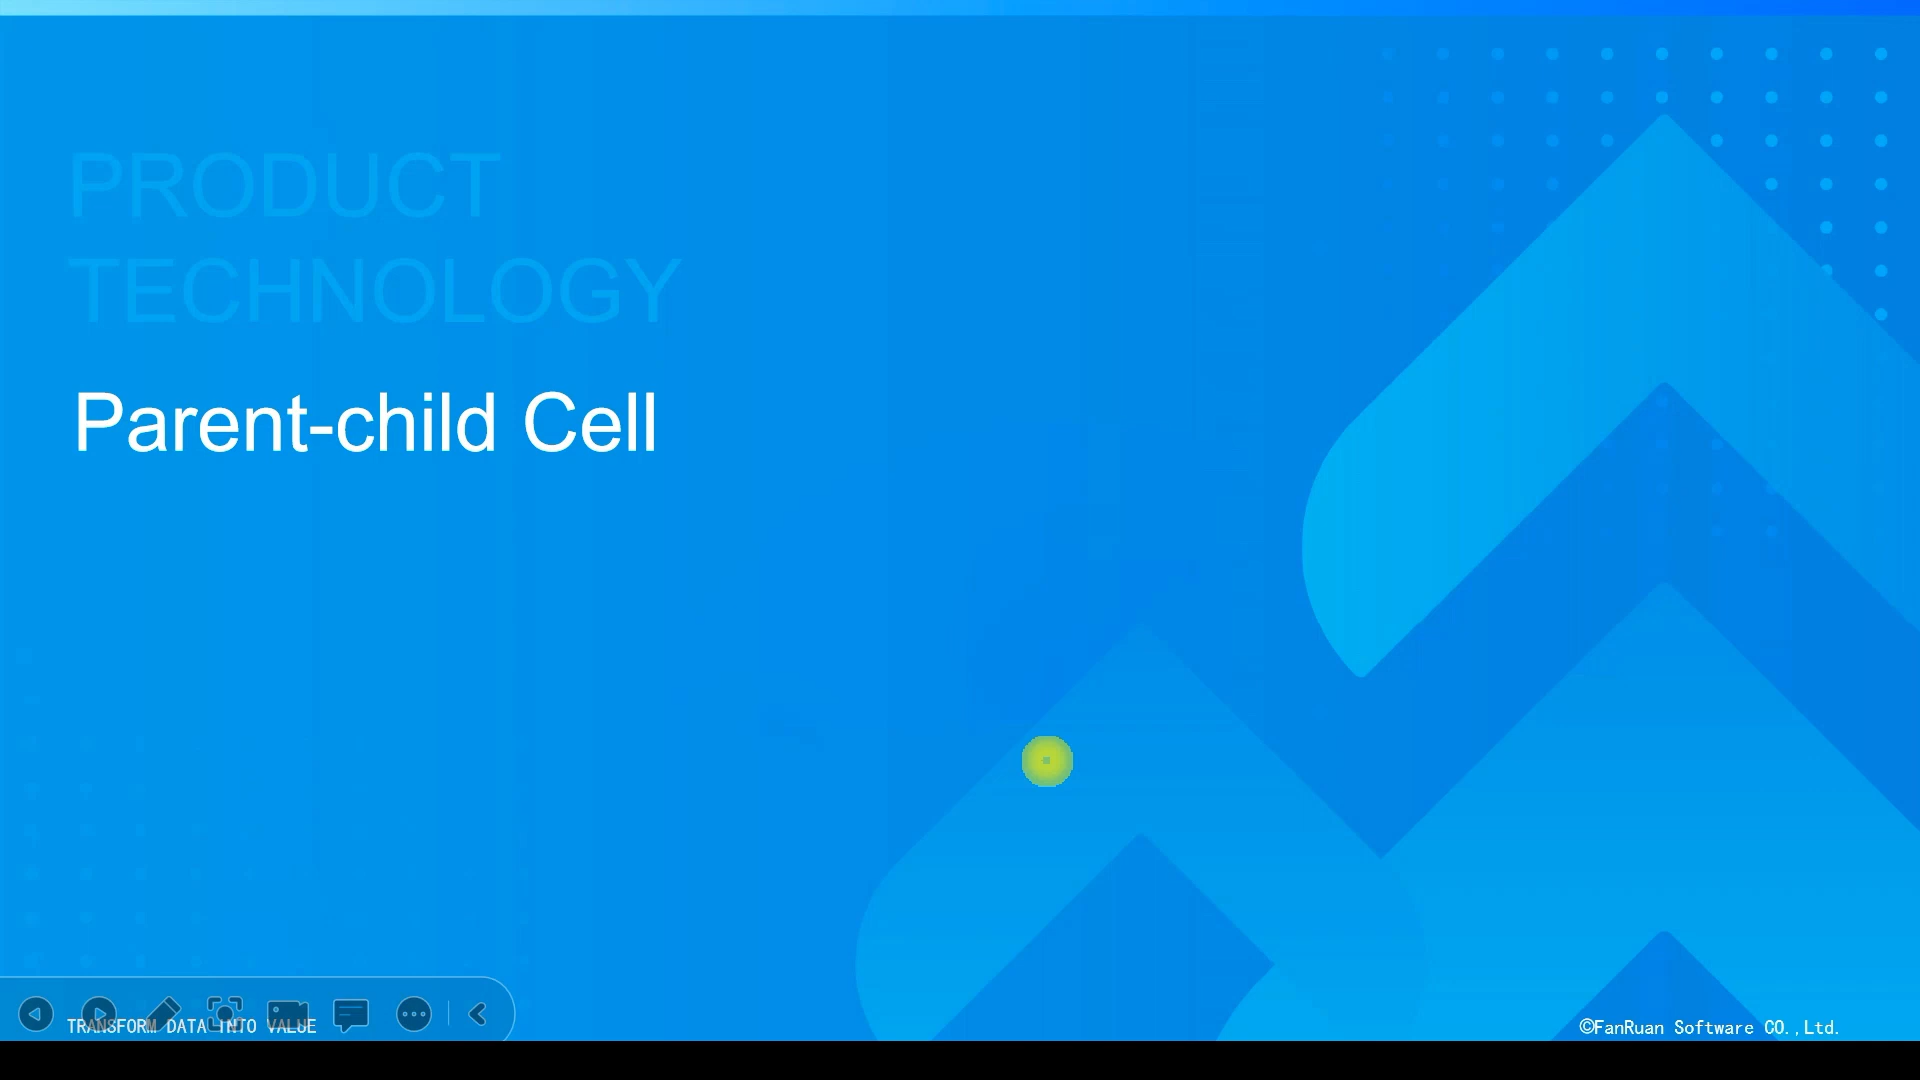 PRODUCT
TECHNOLOGY
Parent-child Cell
TRANSFORM DATA INTO VALUE
©FanRuan Software CO.,Ltd.